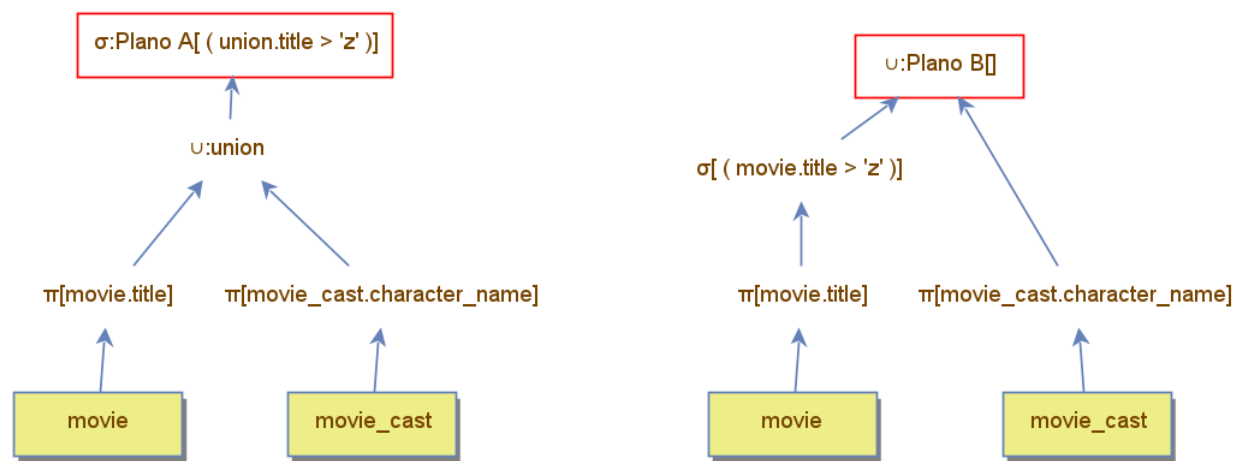 σ:Plano A[ ( union.title > 'z' )]
∪:union
π[movie.title]
π[movie_cast.character_name]
movie
movie_cast
∪:Plano B[]
σ[ ( movie.title > 'z' )]
π[movie.title]
π[movie_cast.character_name]
movie
movie_cast